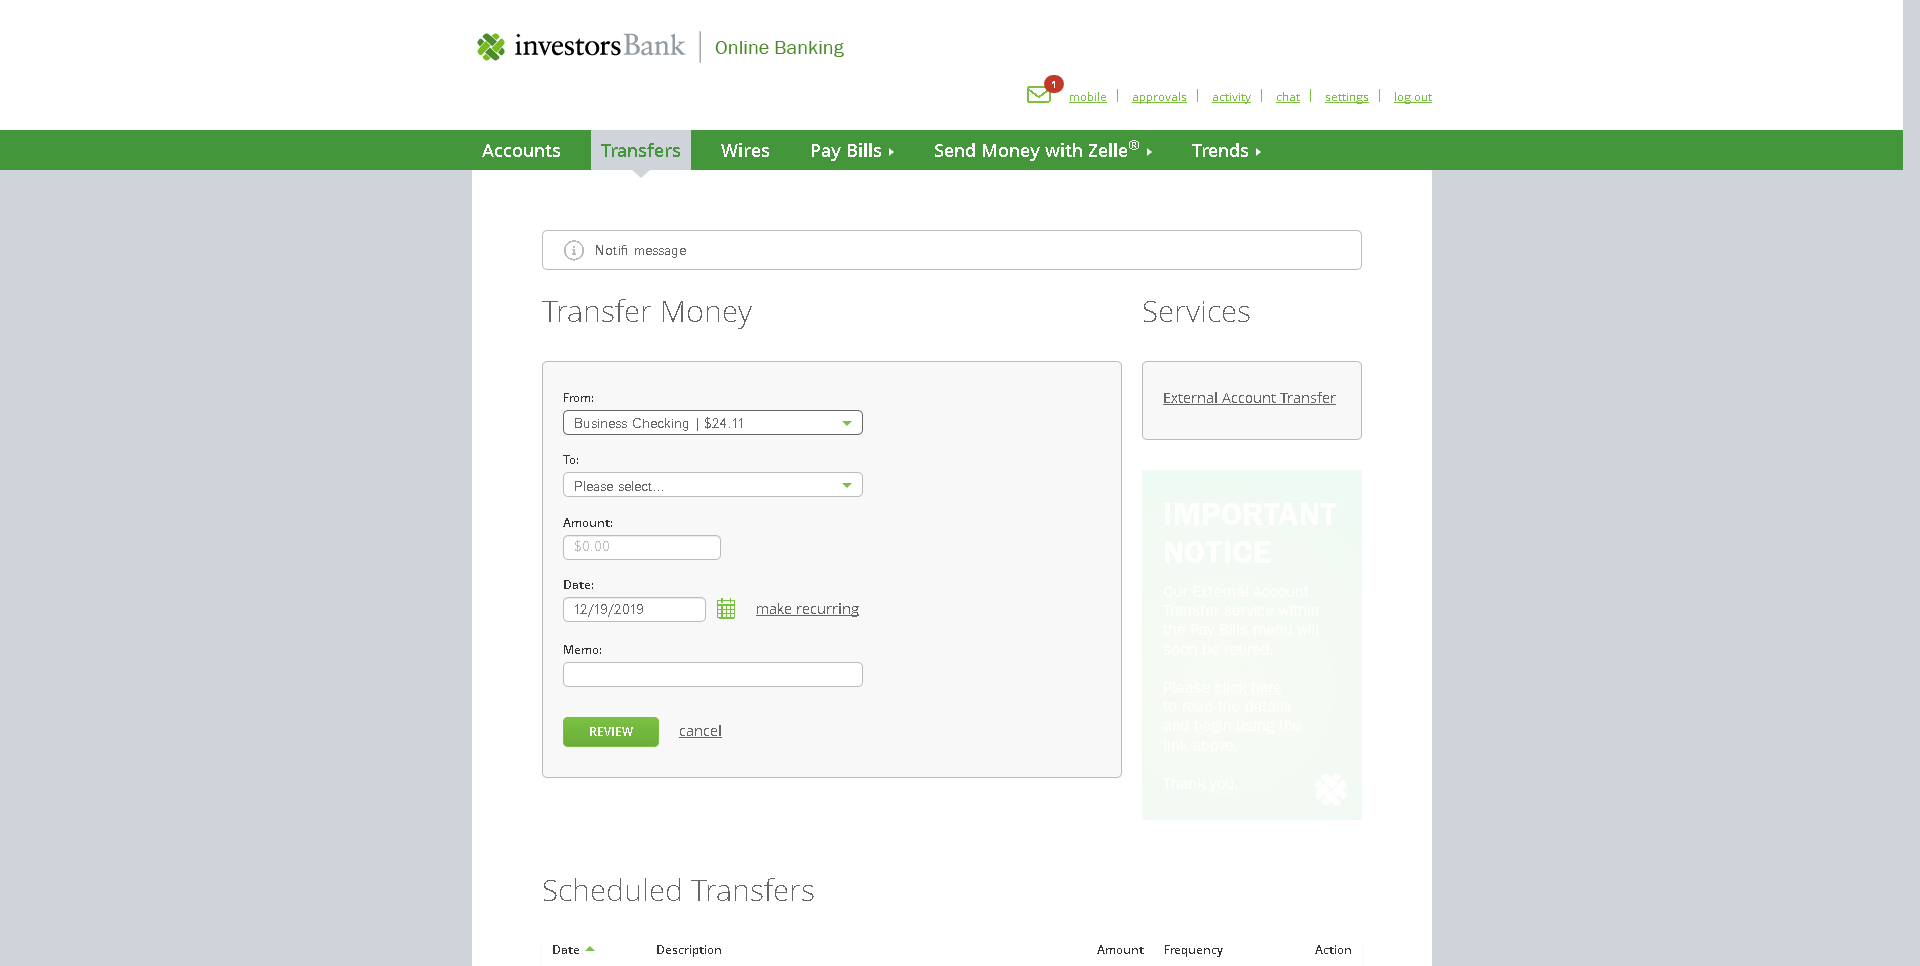 investorsBank | Online Banking
1
mobile | approvals | activity | chat | settings | log out
Accounts Transfers Wires Pay Bills Send Money with Zelle® Trends
Notifi message
Transfer Money
From:
Business Checking | $24.11
To:
Please select...
Amount:
$0.00
Date:
12/19/2019 make recurring
Memo:
REVIEW cancel
Services
External Account Transfer
IMPORTANT
NOTICE
Our External Account
Transfer service within
the Pay Bills menu will
soon be retired.
Please click here
to read the details
and begin using the
link above.
Thank you.
Scheduled Transfers
Date Description Amount Frequency Action